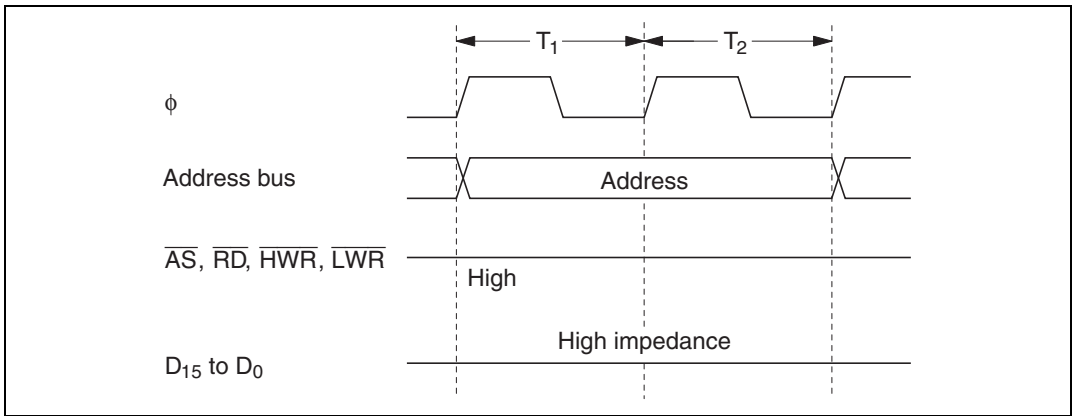 T1 T2
φ
Address bus Address
AS, RD, HWR, LWR
High
High impedance
D15 to D0